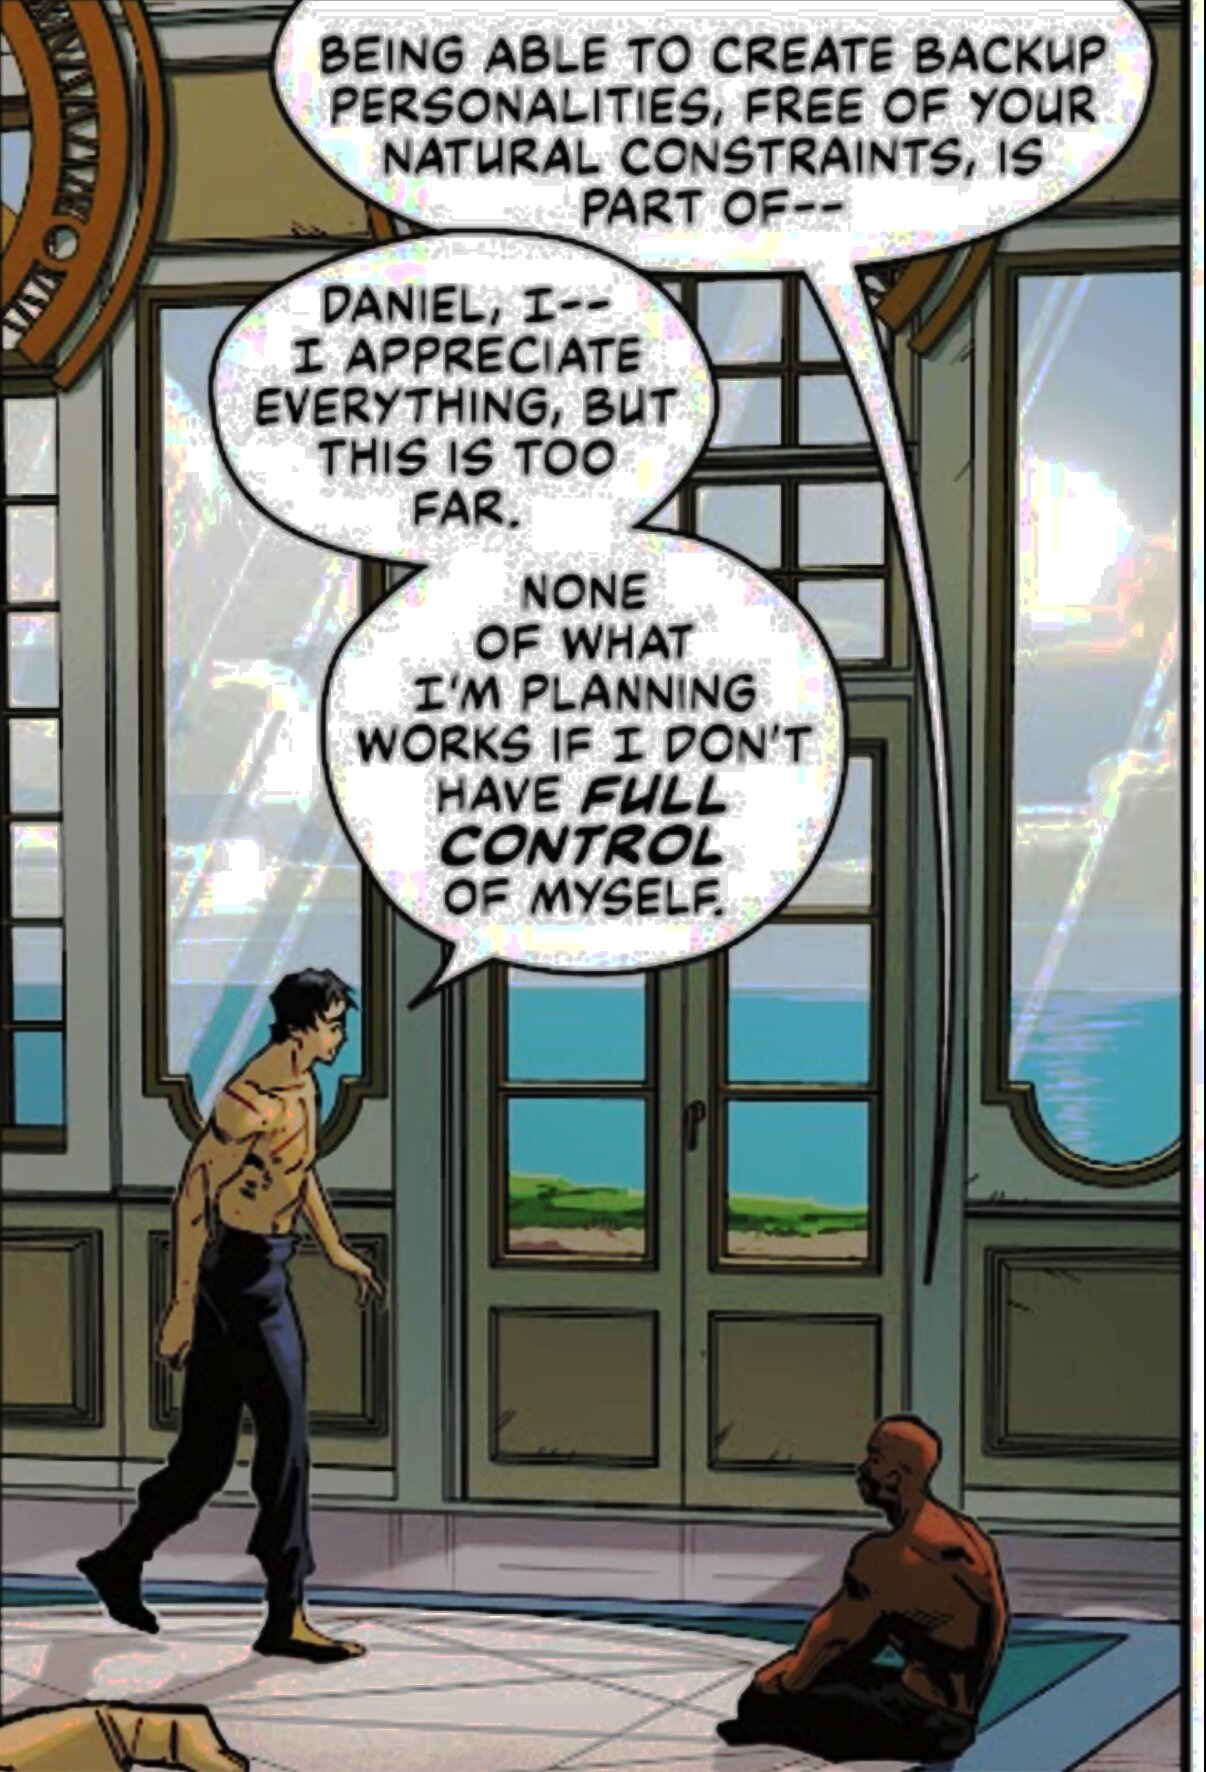 BEING ABLE TO CREATE BACKUP
PERSONALITIES, FREE OF YOUR
NATURAL CONSTRAINTS, IS
PART OF--
DANIEL, I--
I APPRECIATE
EVERYTHING, BUT
THIS IS TOO
FAR.
NONE
OF WHAT
I'M PLANNING
WORKS IF I DON'T
HAVE FULL
CONTROL
OF MYSELF.